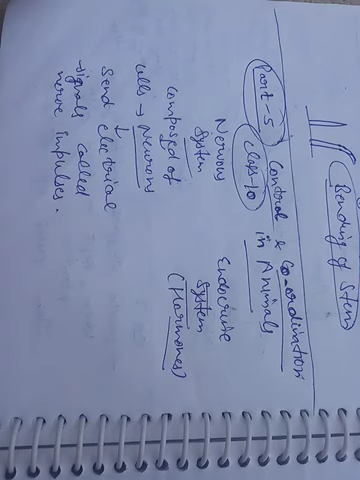 Bending of Stem
Part-5 Control & Co-ordination
Class-10 in Animals
Nervous System
Endocrine System
(Hormones)
composed of
cells → Neurons
↓
Send electrical
signals called
nerve impulses.